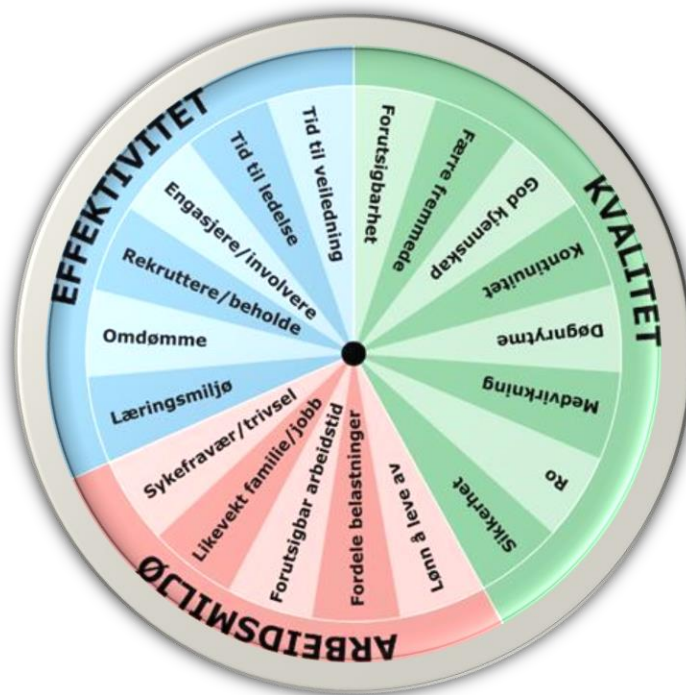 EFFEKTIVITET
Tid til veiledning
Tid til ledelse
Engasjere/involvere
Rekruttere/beholde
Omdømme
Læringsmiljø
KVALITET
Forutsigbarhet
Færre fremmede
God kjennskap
Kontinuitet
Døgnrytme
Medvirkning
Ro
Sikkerhet
ARBEIDSMILJØ
Lønn å leve av
Fordele belastninger
Forutsigbar arbeidstid
Likevekt familie/jobb
Sykefravær/trivsel